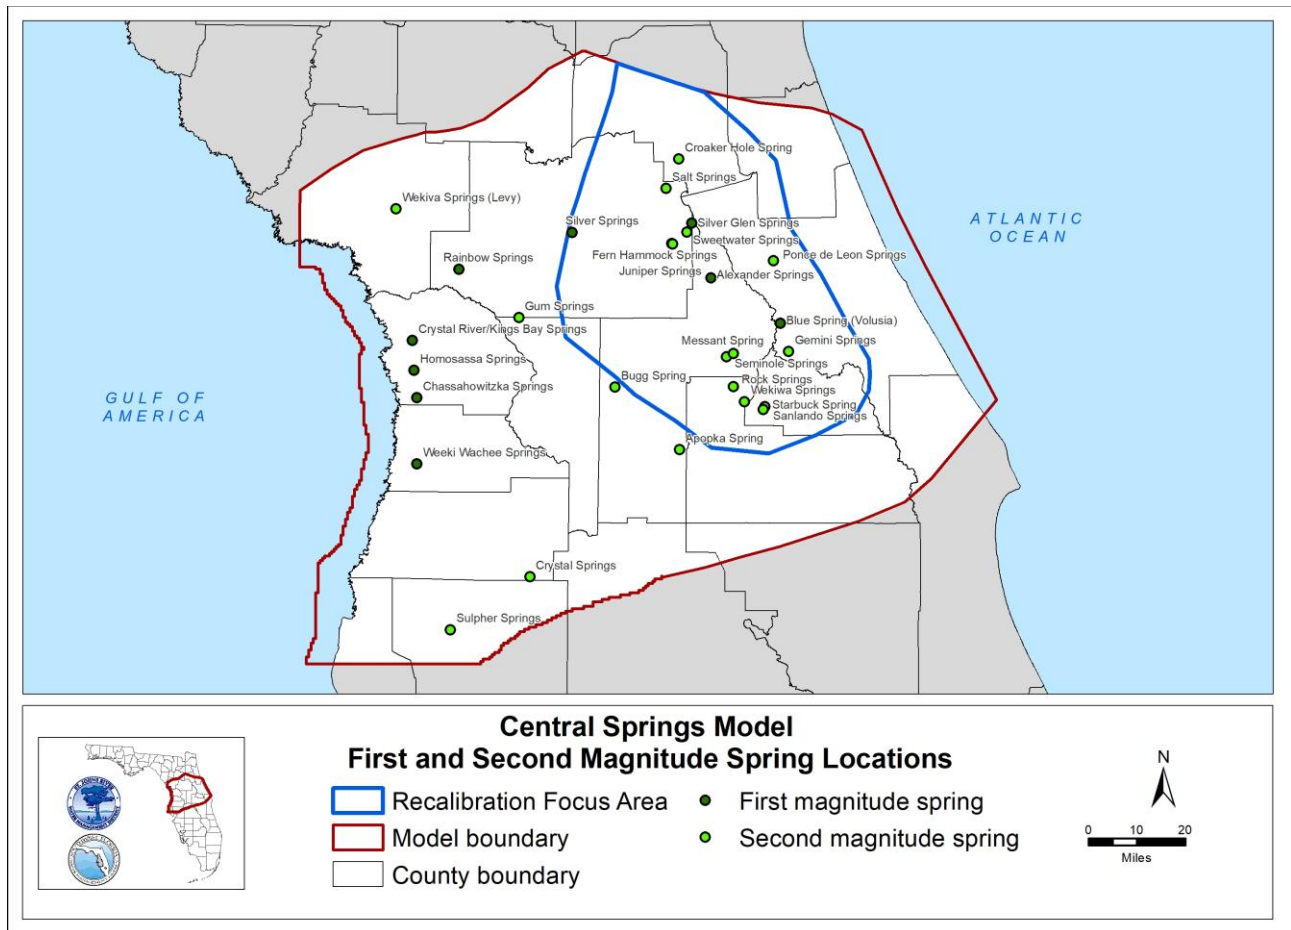 Croaker Hole Spring
Salt Springs
Wekiva Springs (Levy)
Silver Springs
Silver Glen Springs
Sweetwater Springs
Fern Hammock Springs
Ponce de Leon Springs
Rainbow Springs
Juniper Springs
Alexander Springs
Gum Springs
Blue Spring (Volusia)
Crystal River/Kings Bay Springs
Messant Spring
Gemini Springs
Homosassa Springs
Seminole Springs
Bugg Spring
Rock Springs
Chassahowitzka Springs
Wekiwa Springs
Starbuck Spring
Sanlando Springs
Apopka Spring
Weeki Wachee Springs
Crystal Springs
Sulpher Springs
GULF OF
AMERICA
ATLANTIC
OCEAN
Central Springs Model
First and Second Magnitude Spring Locations
Recalibration Focus Area
Model boundary
County boundary
First magnitude spring
Second magnitude spring
N
0 10 20
Miles